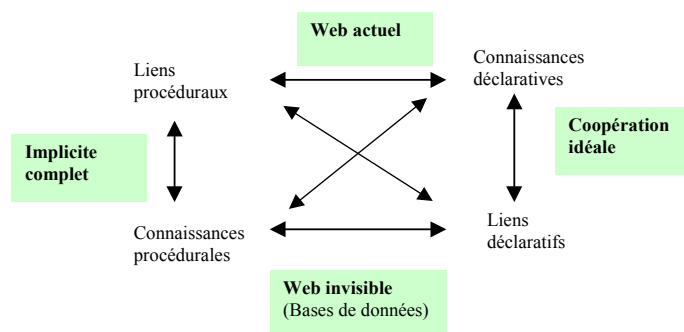 Web actuel
Liens
procéduraux
Connaissances
déclaratives
Implicite
complet
Coopération
idéale
Connaissances
procédurales
Liens
déclaratifs
Web invisible
(Bases de données)